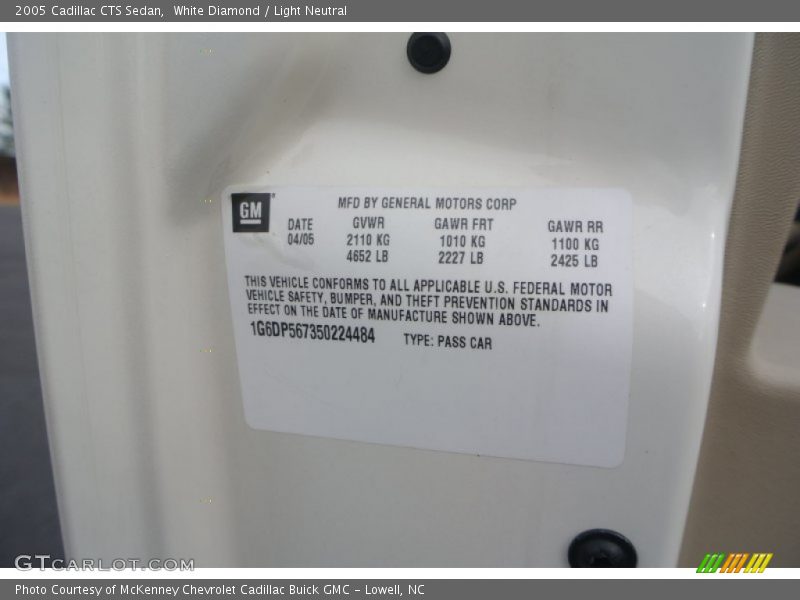 2005 Cadillac CTS Sedan, White Diamond / Light Neutral
GM
MFD BY GENERAL MOTORS CORP
DATE GVWR GAWR FRT GAWR RR
04/05 2110 KG 1010 KG 1100 KG
4652 LB 2227 LB 2425 LB
THIS VEHICLE CONFORMS TO ALL APPLICABLE U.S. FEDERAL MOTOR
VEHICLE SAFETY, BUMPER, AND THEFT PREVENTION STANDARDS IN
EFFECT ON THE DATE OF MANUFACTURE SHOWN ABOVE.
1G6DP567350224484 TYPE: PASS CAR
GTCARLOT.COM
Photo Courtesy of McKenney Chevrolet Cadillac Buick GMC - Lowell, NC